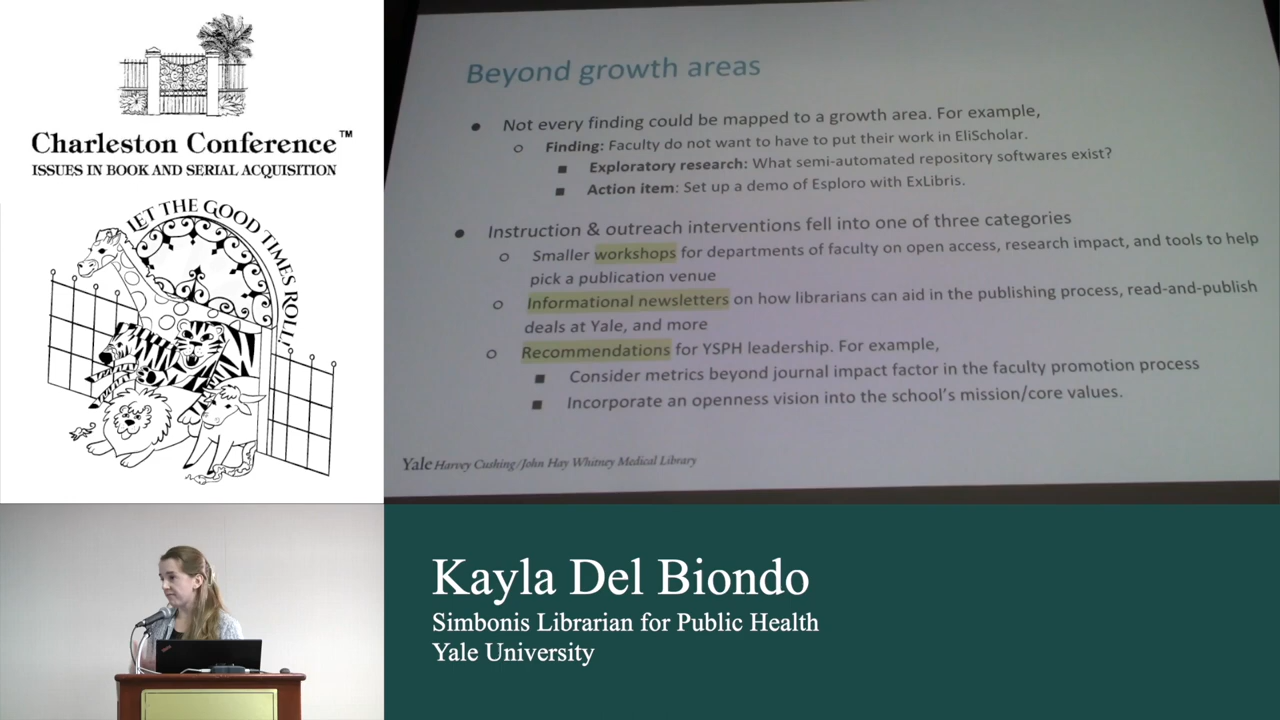 Charleston Conference™
ISSUES IN BOOK AND SERIAL ACQUISITION
LET THE GOOD TIMES ROLL!
Beyond growth areas
● Not every finding could be mapped to a growth area. For example,
○ Finding: Faculty do not want to have to put their work in EliScholar.
■ Exploratory research: What semi-automated repository softwares exist?
■ Action item: Set up a demo of Esploro with ExLibris.
● Instruction & outreach interventions fell into one of three categories
○ Smaller workshops for departments of faculty on open access, research impact, and tools to help
pick a publication venue
○ Informational newsletters on how librarians can aid in the publishing process, read-and-publish
deals at Yale, and more
○ Recommendations for YSPH leadership. For example,
■ Consider metrics beyond journal impact factor in the faculty promotion process
■ Incorporate an openness vision into the school's mission/core values.
Yale Harvey Cushing/John Hay Whitney Medical Library
Kayla Del Biondo
Simbonis Librarian for Public Health
Yale University